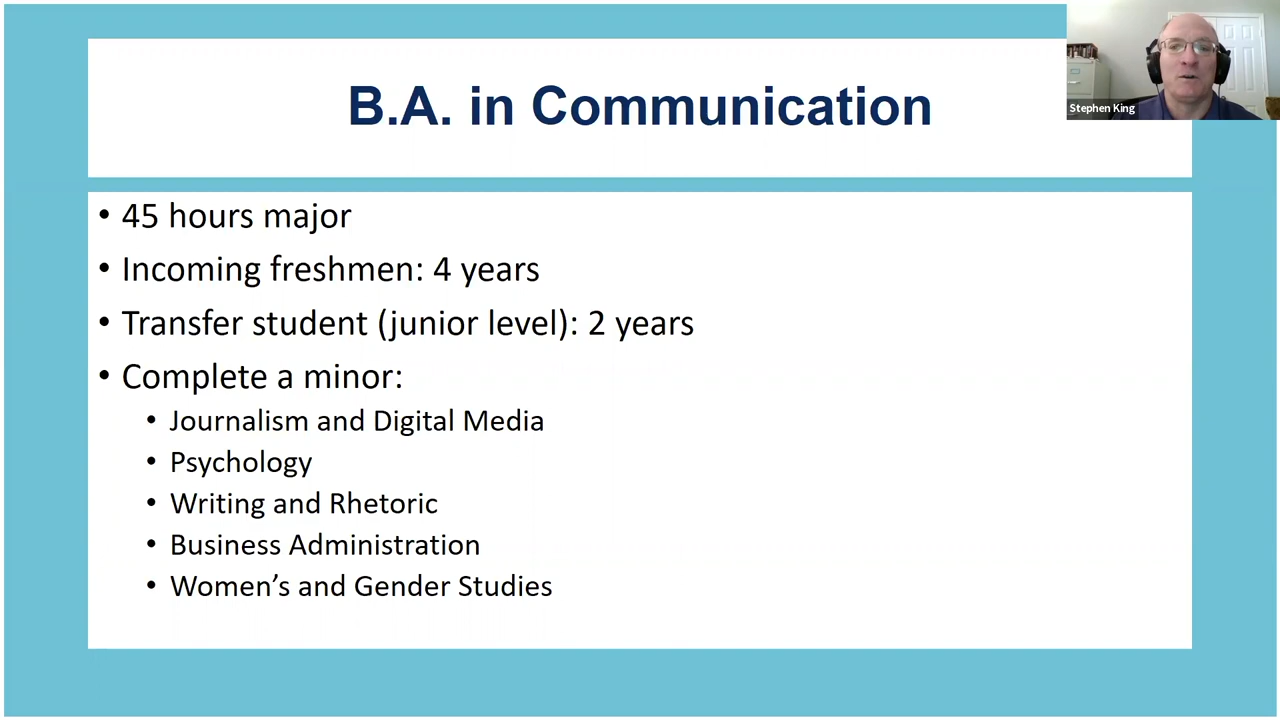 B.A. in Communication
Stephen King
• 45 hours major
• Incoming freshmen: 4 years
• Transfer student (junior level): 2 years
• Complete a minor:
• Journalism and Digital Media
• Psychology
• Writing and Rhetoric
• Business Administration
• Women’s and Gender Studies